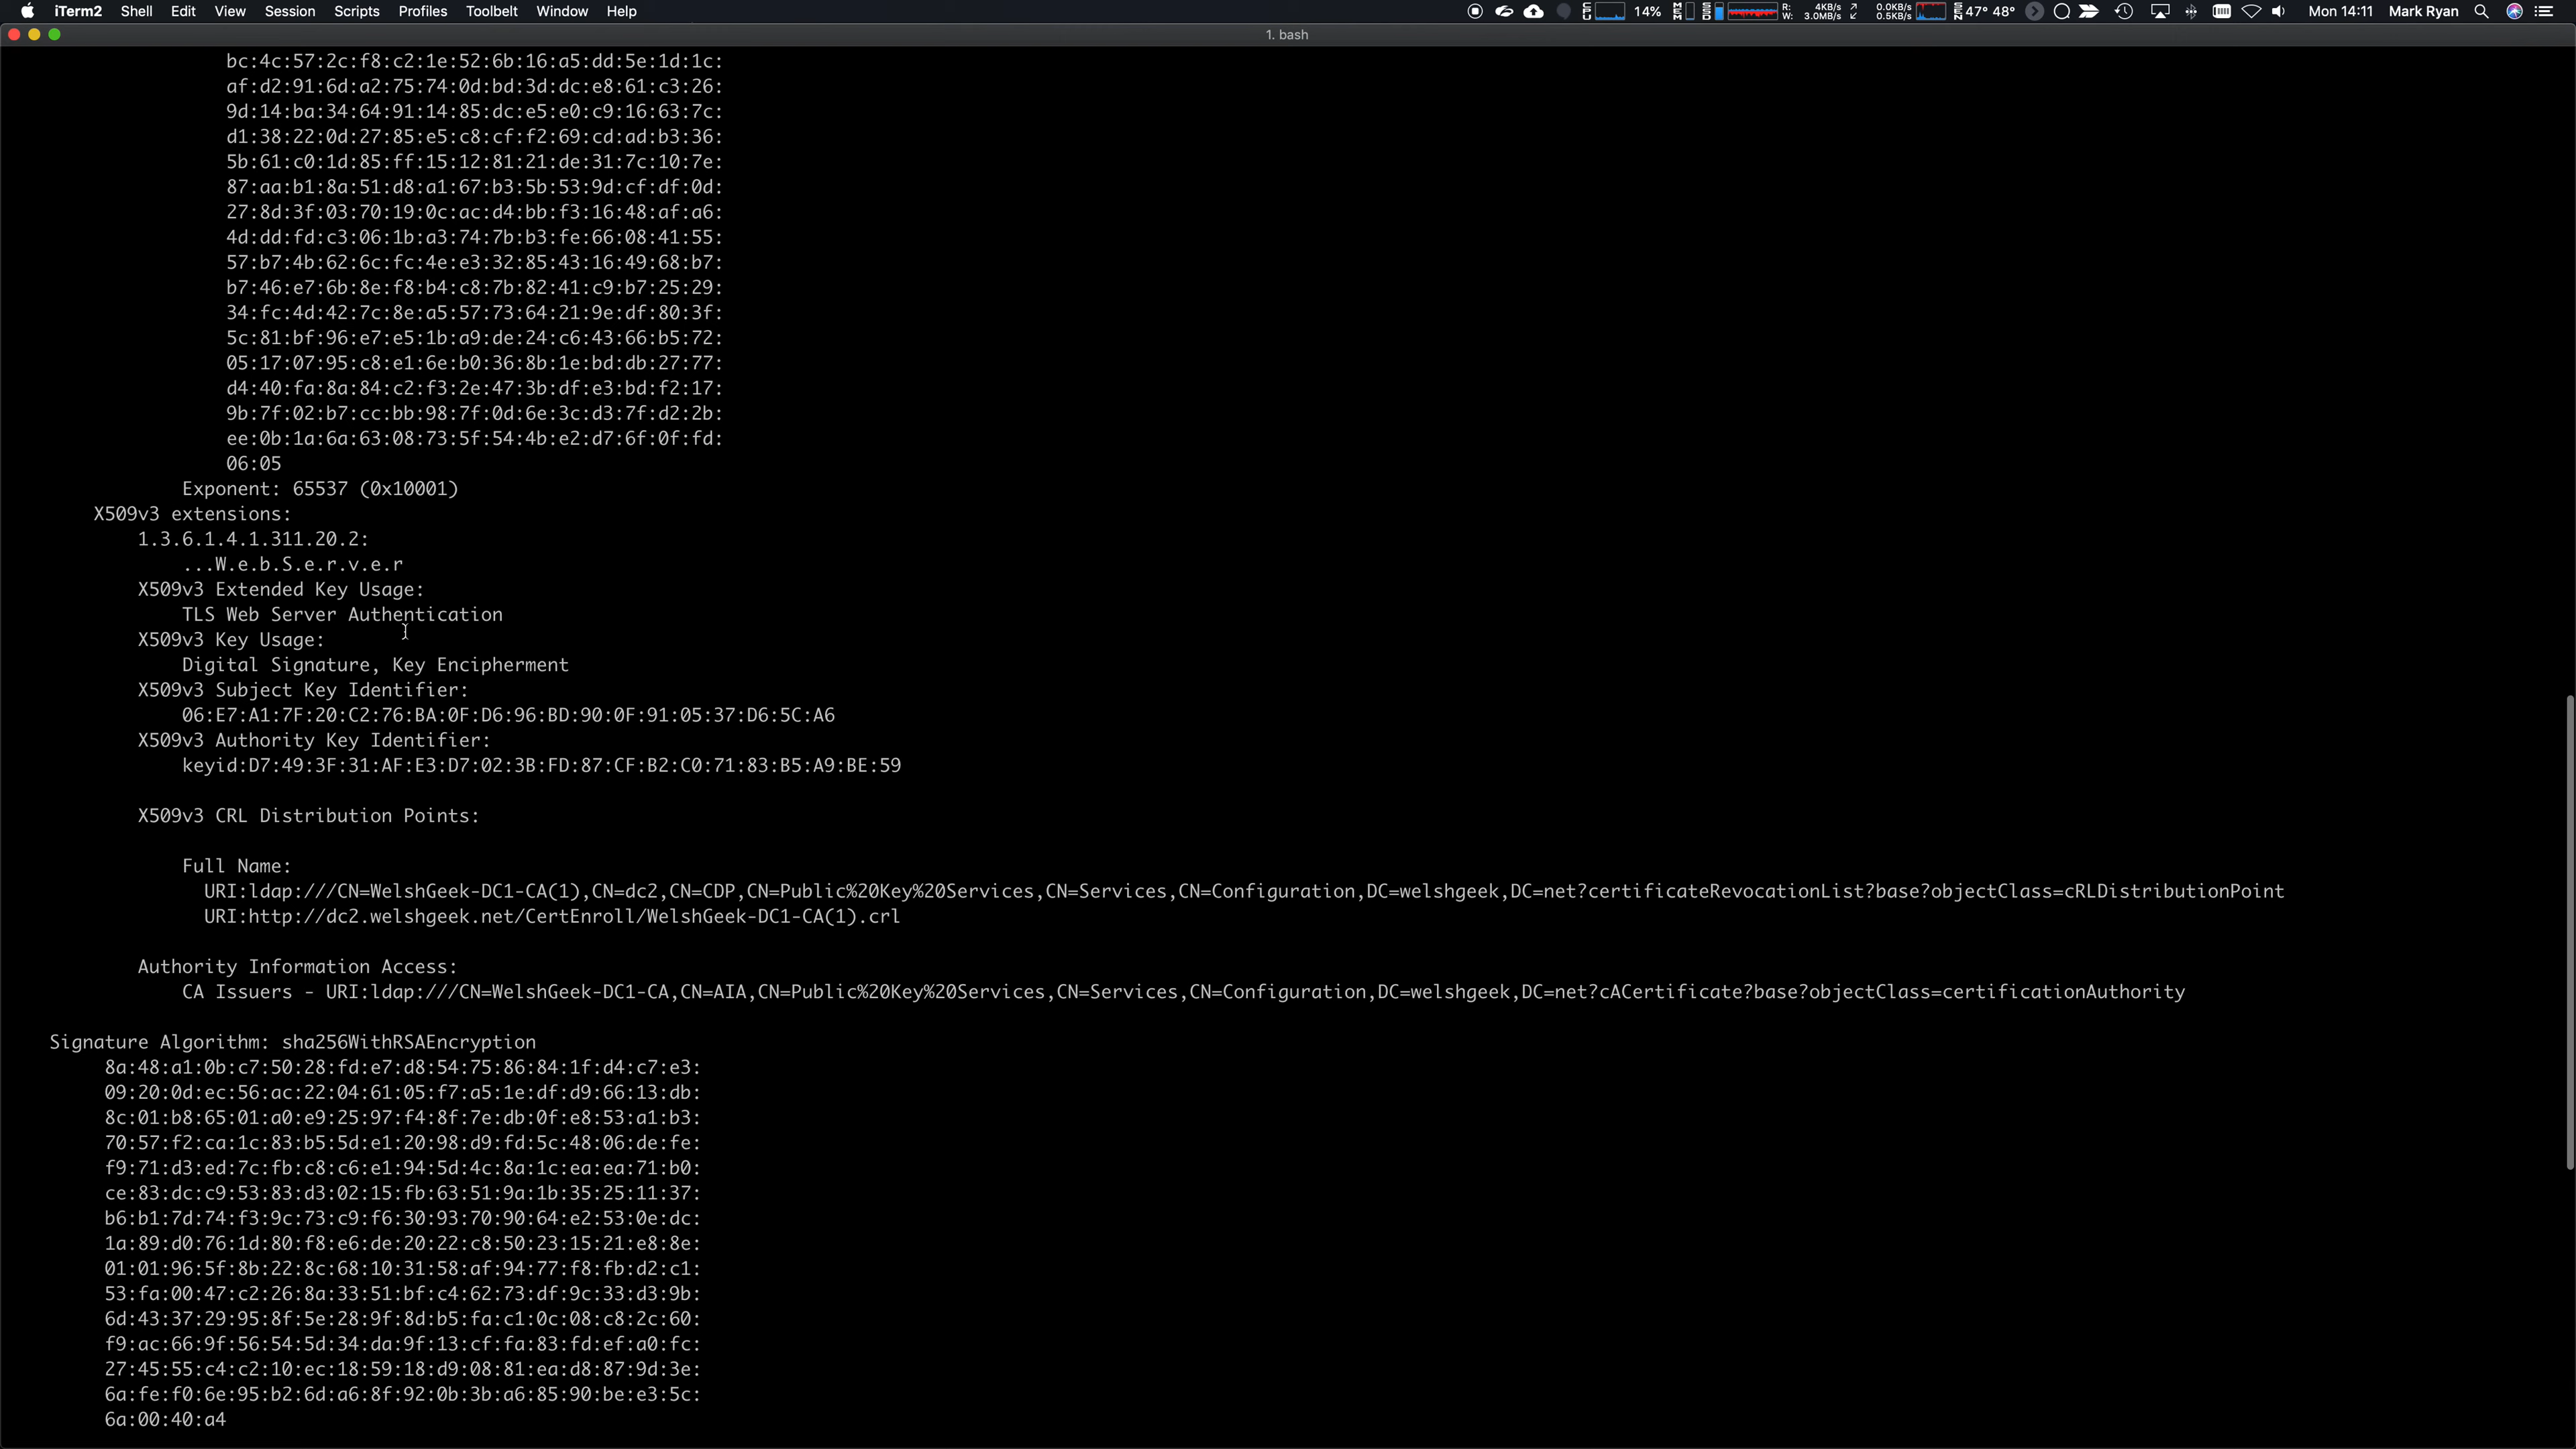 iTerm2 Shell Edit View Session Scripts Profiles Toolbelt Window Help 14% R: 4KB/s W: 3.0MB/s 0.0KB/s 0.5KB/s 47° 48° Mon 14:11 Mark Ryan
1. bash
bc:4c:57:2c:f8:c2:1e:52:6b:16:a5:dd:5e:1d:1c:
af:d2:91:6d:a2:75:74:0d:bd:3d:dc:e8:61:c3:26:
9d:14:ba:34:64:91:14:85:dc:e5:e0:c9:16:63:7c:
d1:38:22:0d:27:85:e5:c8:cf:f2:69:cd:ad:b3:36:
5b:61:c0:1d:85:ff:15:12:81:21:de:31:7c:10:7e:
87:aa:b1:8a:51:d8:a1:67:b3:5b:53:9d:cf:df:0d:
27:8d:3f:03:70:19:0c:ac:d4:bb:f3:16:48:af:a6:
4d:dd:fd:c3:06:1b:a3:74:7b:b3:fe:66:08:41:55:
57:b7:4b:62:6c:fc:4e:e3:32:85:43:16:49:68:b7:
b7:46:e7:6b:8e:f8:b4:c8:7b:82:41:c9:b7:25:29:
34:fc:4d:42:7c:8e:a5:57:73:64:21:9e:df:80:3f:
5c:81:bf:96:e7:e5:1b:a9:de:24:c6:43:66:b5:72:
05:17:07:95:c8:e1:6e:b0:36:8b:1e:bd:db:27:77:
d4:40:fa:8a:84:c2:f3:2e:47:3b:df:e3:bd:f2:17:
9b:7f:02:b7:cc:bb:98:7f:0d:6e:3c:d3:7f:d2:2b:
ee:0b:1a:6a:63:08:73:5f:54:4b:e2:d7:6f:0f:fd:
06:05
Exponent: 65537 (0x10001)
X509v3 extensions:
1.3.6.1.4.1.311.20.2:
...W.e.b.S.e.r.v.e.r
X509v3 Extended Key Usage:
TLS Web Server Authentication
X509v3 Key Usage:
Digital Signature, Key Encipherment
X509v3 Subject Key Identifier:
06:E7:A1:7F:20:C2:76:BA:0F:D6:96:BD:90:0F:91:05:37:D6:5C:A6
X509v3 Authority Key Identifier:
keyid:D7:49:3F:31:AF:E3:D7:02:3B:FD:87:CF:B2:C0:71:83:B5:A9:BE:59
X509v3 CRL Distribution Points:
Full Name:
URI:ldap:///CN=WelshGeek-DC1-CA(1),CN=dc2,CN=CDP,CN=Public%20Key%20Services,CN=Services,CN=Configuration,DC=welshgeek,DC=net?certificateRevocationList?base?objectClass=cRLDistributionPoint
URI:http://dc2.welshgeek.net/CertEnroll/WelshGeek-DC1-CA(1).crl
Authority Information Access:
CA Issuers - URI:ldap:///CN=WelshGeek-DC1-CA,CN=AIA,CN=Public%20Key%20Services,CN=Services,CN=Configuration,DC=welshgeek,DC=net?cACertificate?base?objectClass=certificationAuthority
Signature Algorithm: sha256WithRSAEncryption
8a:48:a1:0b:c7:50:28:fd:e7:d8:54:75:86:84:1f:d4:c7:e3:
09:20:0d:ec:56:ac:22:04:61:05:f7:a5:1e:df:d9:66:13:db:
8c:01:b8:65:01:a0:e9:25:97:f4:8f:7e:db:0f:e8:53:a1:b3:
70:57:f2:ca:1c:83:b5:5d:e1:20:98:d9:fd:5c:48:06:de:fe:
f9:71:d3:ed:7c:fb:c8:c6:e1:94:5d:4c:8a:1c:ea:ea:71:b0:
ce:83:dc:c9:53:83:d3:02:15:fb:63:51:9a:1b:35:25:11:37:
b6:b1:7d:74:f3:9c:73:c9:f6:30:93:70:90:64:e2:53:0e:dc:
1a:89:d0:76:1d:80:f8:e6:de:20:22:c8:50:23:15:21:e8:8e:
01:01:96:5f:8b:22:8c:68:10:31:58:af:94:77:f8:fb:d2:c1:
53:fa:00:47:c2:26:8a:33:51:bf:c4:62:73:df:9c:33:d3:9b:
6d:43:37:29:95:8f:5e:28:9f:8d:b5:fa:c1:0c:08:c8:2c:60:
f9:ac:66:9f:56:54:5d:34:da:9f:13:cf:fa:83:fd:ef:a0:fc:
27:45:55:c4:c2:10:ec:18:59:18:d9:08:81:ea:d8:87:9d:3e:
6a:fe:f0:6e:95:b2:6d:a6:8f:92:0b:3b:a6:85:90:be:e3:5c:
6a:00:40:a4